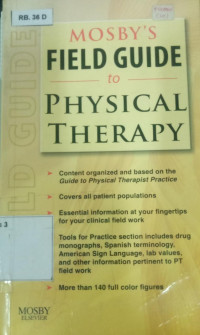 RB. 36 D
MOSBY'S
FIELD GUIDE
to
PHYSICAL
THERAPY
LD GUIDE
Content organized and based on the
Guide to Physical Therapist Practice
Covers all patient populations
Essential information at your fingertips
for your clinical field work
Tools for Practice section includes drug
monographs, Spanish terminology,
American Sign Language, lab values,
and other information pertinent to PT
field work
More than 140 full color figures
MOSBY
ELSEVIER